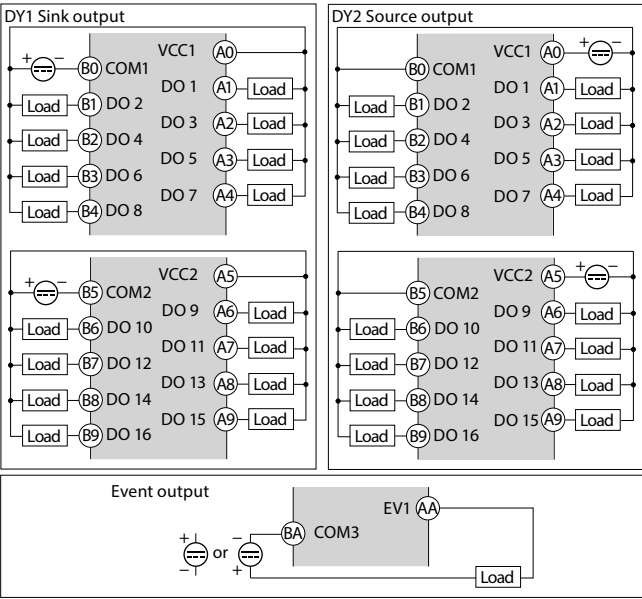 DY1 Sink output
+ −
B0 COM1 VCC1 A0
Load B1 DO 2 DO 1 A1 Load
Load B2 DO 4 DO 3 A2 Load
Load B3 DO 6 DO 5 A3 Load
Load B4 DO 8 DO 7 A4 Load
+ −
B5 COM2 VCC2 A5
Load B6 DO 10 DO 9 A6 Load
Load B7 DO 12 DO 11 A7 Load
Load B8 DO 14 DO 13 A8 Load
Load B9 DO 16 DO 15 A9 Load
DY2 Source output
B0 COM1 VCC1 A0 + −
Load B1 DO 2 DO 1 A1 Load
Load B2 DO 4 DO 3 A2 Load
Load B3 DO 6 DO 5 A3 Load
Load B4 DO 8 DO 7 A4 Load
B5 COM2 VCC2 A5 + −
Load B6 DO 10 DO 9 A6 Load
Load B7 DO 12 DO 11 A7 Load
Load B8 DO 14 DO 13 A8 Load
Load B9 DO 16 DO 15 A9 Load
Event output
EV1 AA
BA COM3
+ −
or
− +
Load